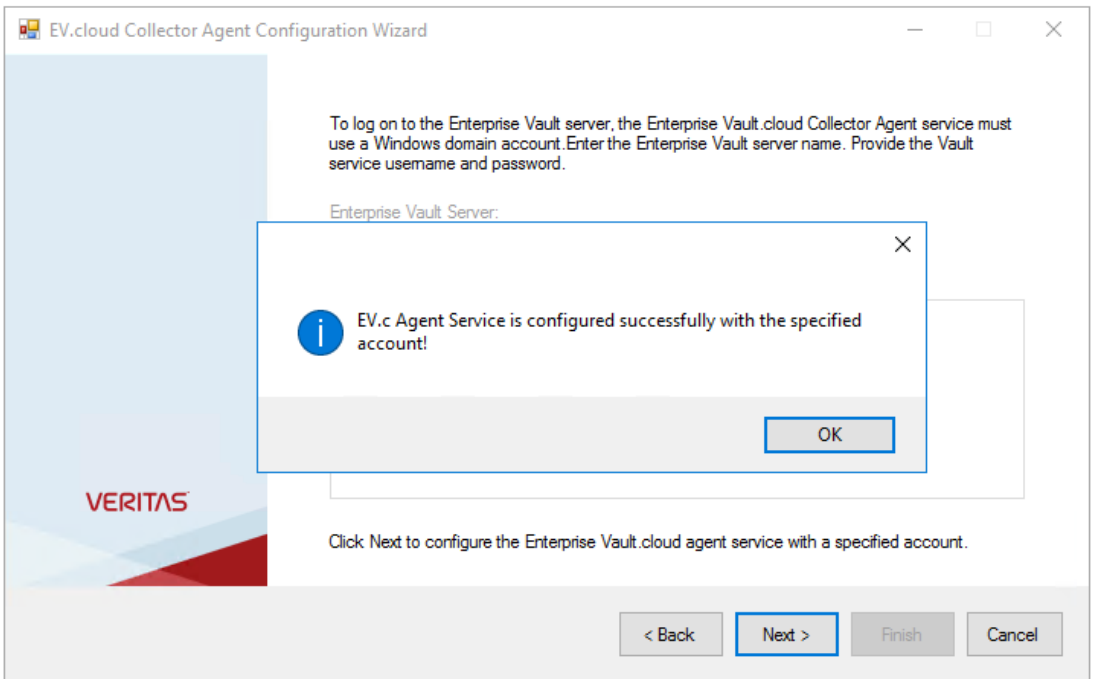 EV.cloud Collector Agent Configuration Wizard
To log on to the Enterprise Vault server, the Enterprise Vault.cloud Collector Agent service must
use a Windows domain account.Enter the Enterprise Vault server name. Provide the Vault
service username and password.
Enterprise Vault Server:
EV.c Agent Service is configured successfully with the specified
account!
OK
VERITAS
Click Next to configure the Enterprise Vault.cloud agent service with a specified account.
< Back
Next >
Finish
Cancel